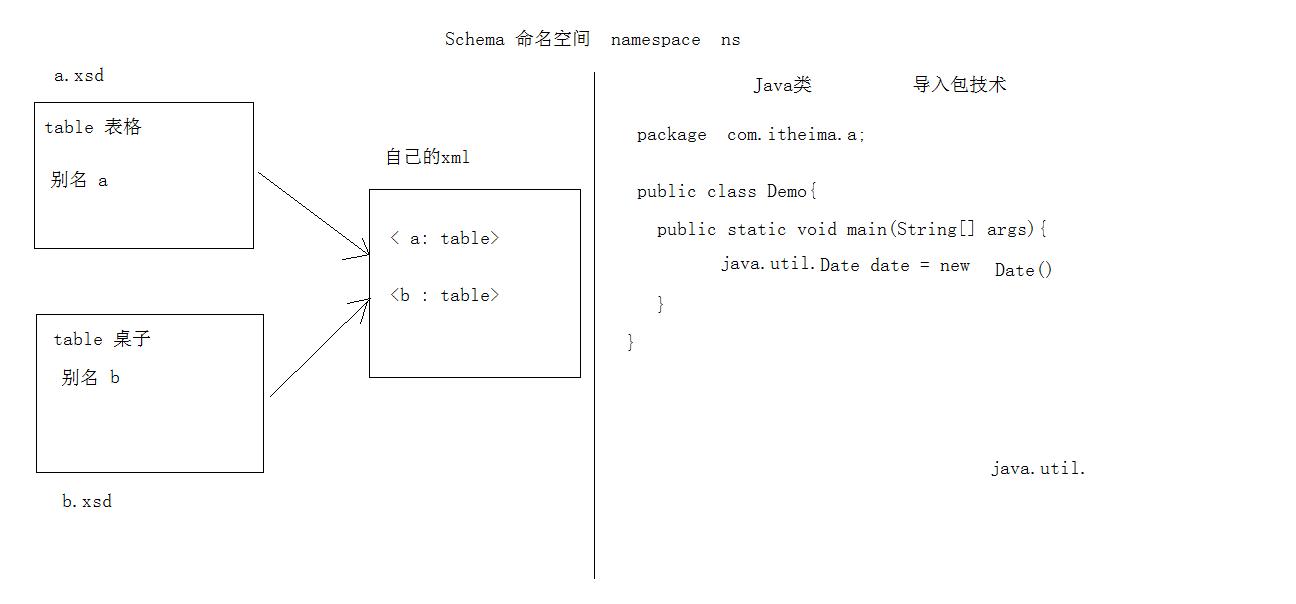 Schema 命名空间 namespace ns
a.xsd
table 表格
别名 a
自己的xml
< a: table>
<b : table>
table 桌子
别名 b
b.xsd
Java类 导入包技术
package com.itheima.a;
public class Demo{
public static void main(String[] args){
java.util.Date date = new Date()
}
}
java.util.